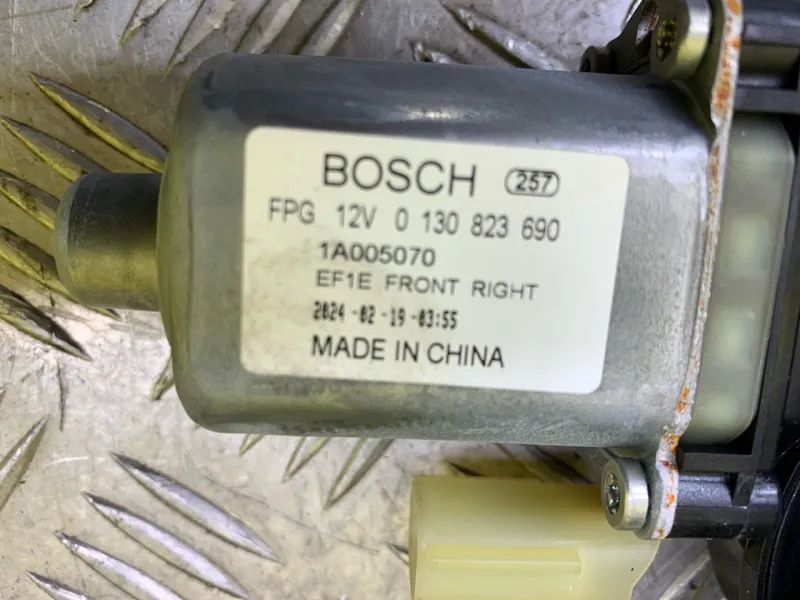 BOSCH 257
FPG 12V 0 130 823 690
1A005070
EF1E FRONT RIGHT
2024-02-19-03:55
MADE IN CHINA